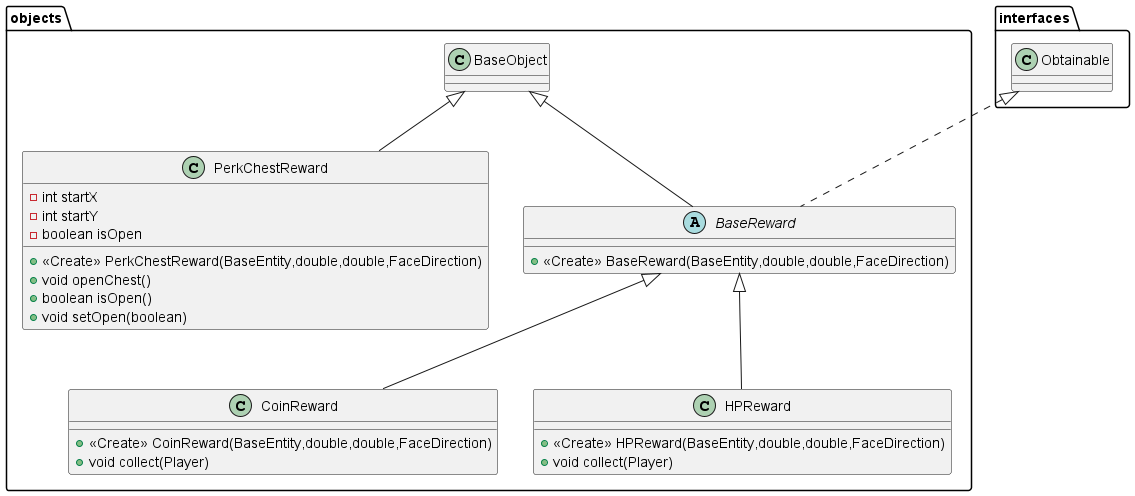 objects
interfaces
C BaseObject
C Obtainable
C PerkChestReward
int startX
int startY
boolean isOpen
«Create» PerkChestReward(BaseEntity,double,double,FaceDirection)
void openChest()
boolean isOpen()
void setOpen(boolean)
A BaseReward
«Create» BaseReward(BaseEntity,double,double,FaceDirection)
C CoinReward
«Create» CoinReward(BaseEntity,double,double,FaceDirection)
void collect(Player)
C HPReward
«Create» HPReward(BaseEntity,double,double,FaceDirection)
void collect(Player)